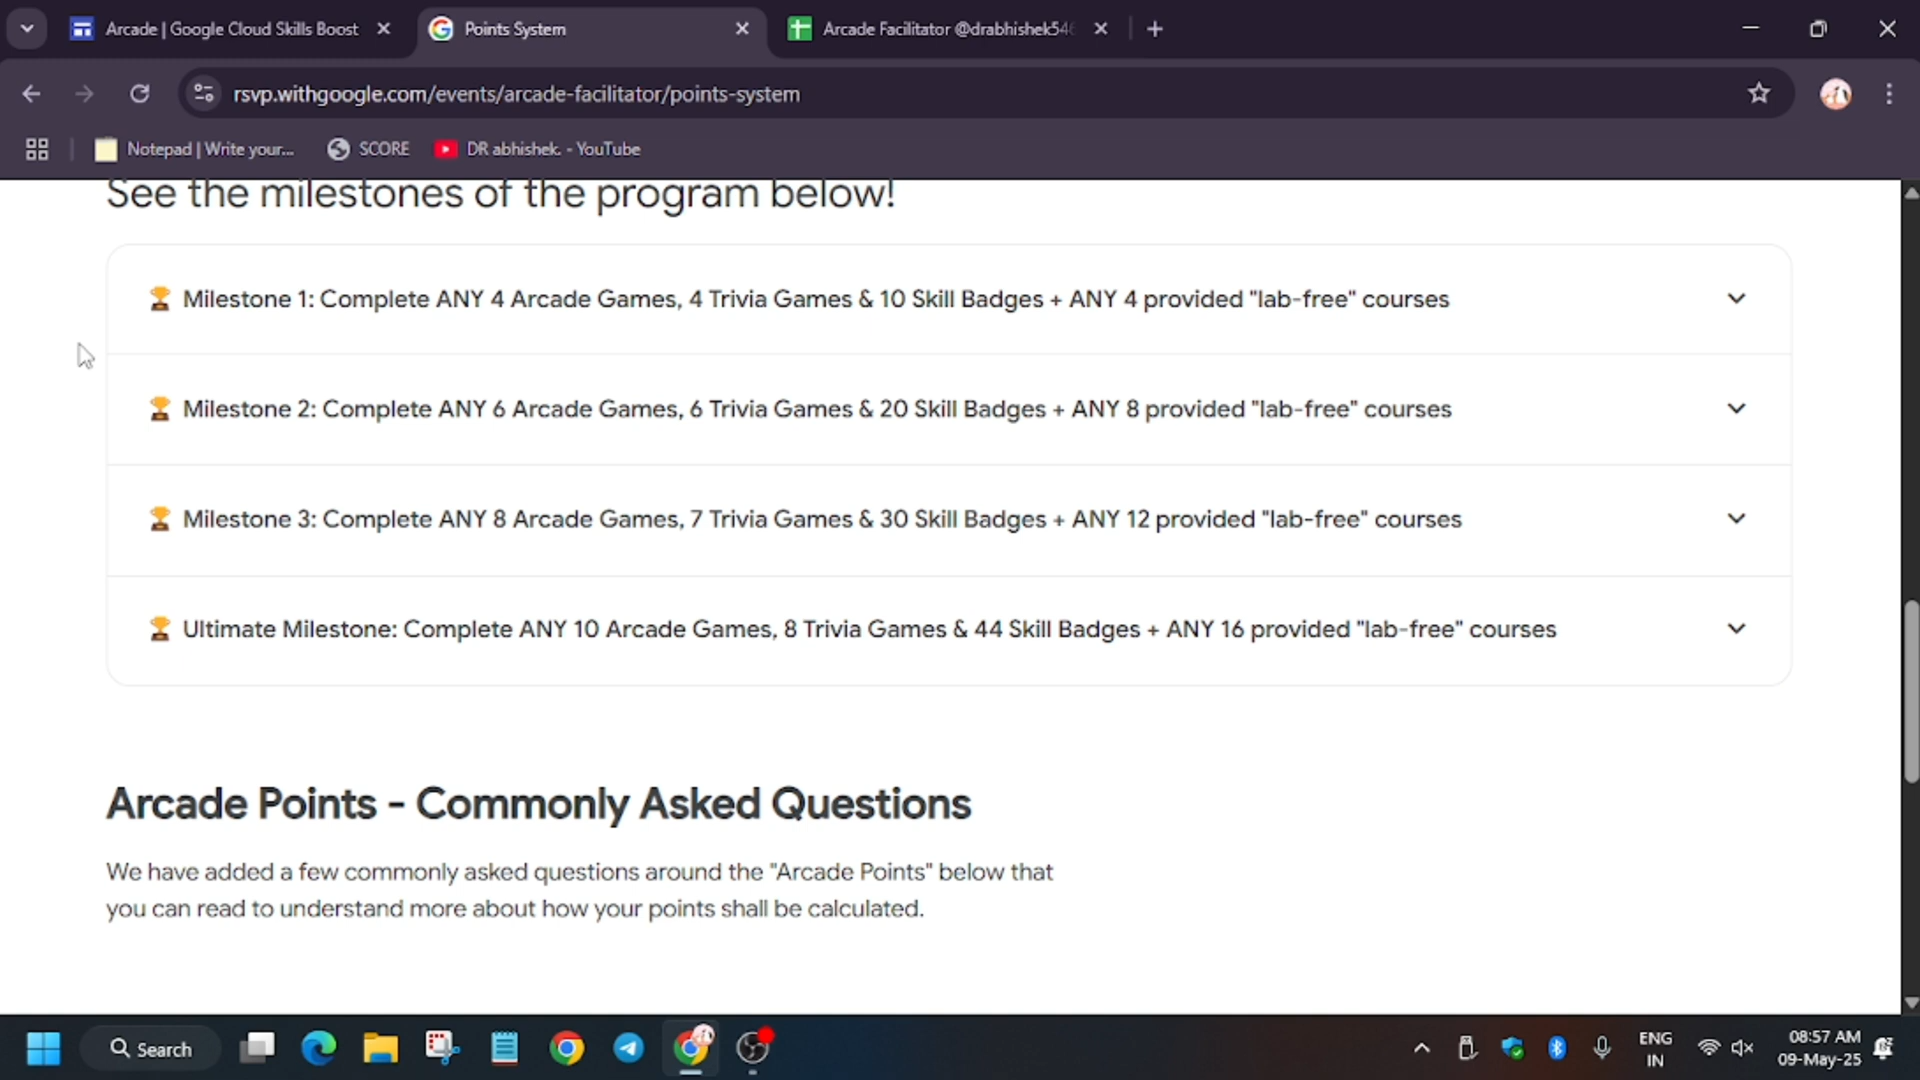 Arcade | Google Cloud Skills Boost
Points System
Arcade Facilitator @drabhishek546
rsvp.withgoogle.com/events/arcade-facilitator/points-system
Notepad | Write your...
SCORE
DR abhishek. - YouTube
See the milestones of the program below!
Milestone 1: Complete ANY 4 Arcade Games, 4 Trivia Games & 10 Skill Badges + ANY 4 provided "lab-free" courses
Milestone 2: Complete ANY 6 Arcade Games, 6 Trivia Games & 20 Skill Badges + ANY 8 provided "lab-free" courses
Milestone 3: Complete ANY 8 Arcade Games, 7 Trivia Games & 30 Skill Badges + ANY 12 provided "lab-free" courses
Ultimate Milestone: Complete ANY 10 Arcade Games, 8 Trivia Games & 44 Skill Badges + ANY 16 provided "lab-free" courses
Arcade Points - Commonly Asked Questions
We have added a few commonly asked questions around the "Arcade Points" below that
you can read to understand more about how your points shall be calculated.
Search
ENG
IN
08:57 AM
09-May-25